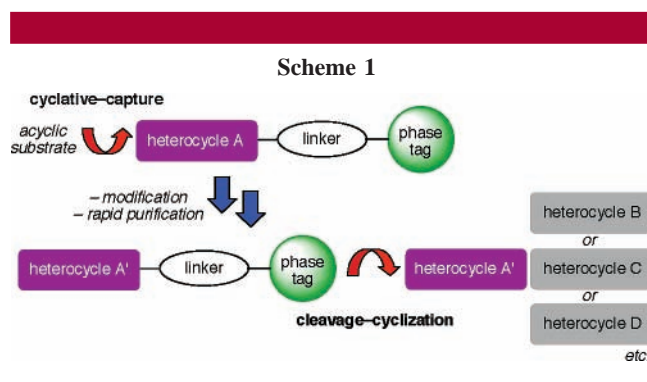 Scheme 1
cyclative–capture
acyclic
substrate
heterocycle A
linker
phase
tag
– modification
– rapid purification
heterocycle A'
linker
phase
tag
cleavage–cyclization
heterocycle A'
heterocycle B
or
heterocycle C
or
heterocycle D
etc